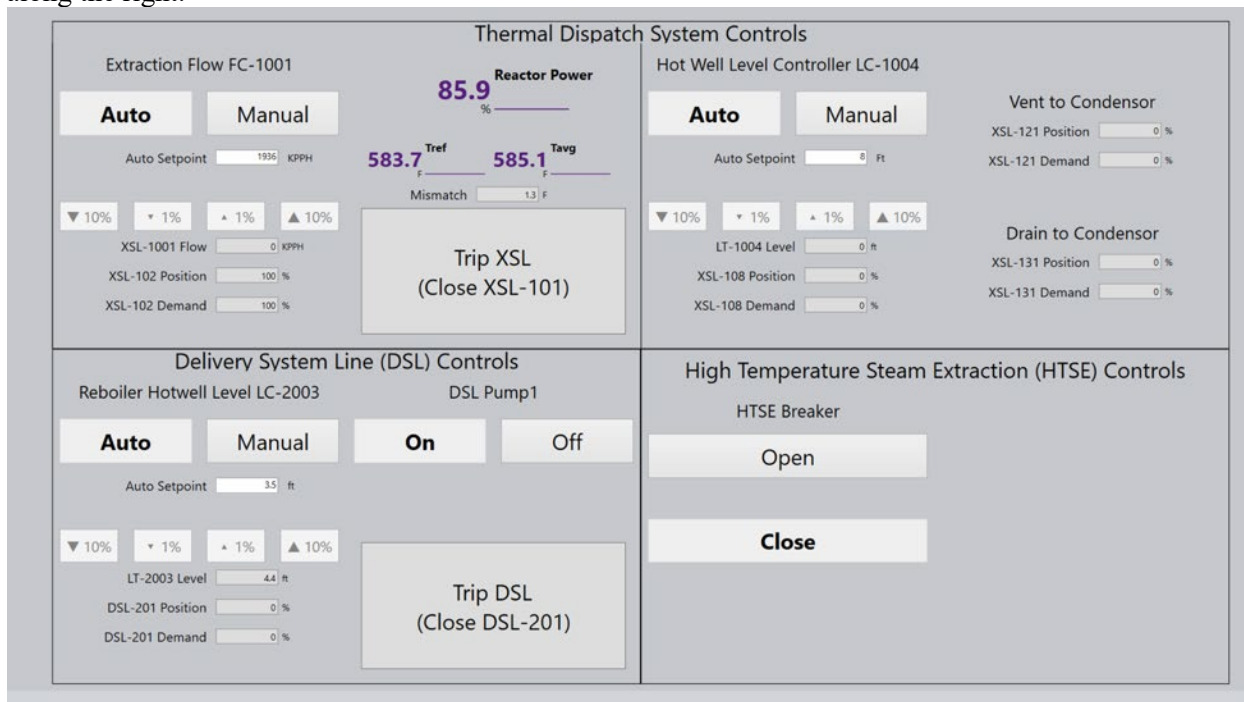 Thermal Dispatch System Controls
Extraction Flow FC-1001
Auto
Manual
Auto Setpoint 1936 KPPH
▼ 10%
▾ 1%
▴ 1%
▲ 10%
XSL-1001 Flow 0 KPPH
XSL-102 Position 100 %
XSL-102 Demand 100 %
85.9 Reactor Power
%
583.7 Tref
F
585.1 Tavg
F
Mismatch 1.3 F
Trip XSL
(Close XSL-101)
Hot Well Level Controller LC-1004
Auto
Manual
Auto Setpoint 8 Ft
▼ 10%
▾ 1%
▴ 1%
▲ 10%
LT-1004 Level 0 ft
XSL-108 Position 0 %
XSL-108 Demand 0 %
Vent to Condensor
XSL-121 Position 0 %
XSL-121 Demand 0 %
Drain to Condensor
XSL-131 Position 0 %
XSL-131 Demand 0 %
Delivery System Line (DSL) Controls
Reboiler Hotwell Level LC-2003
Auto
Manual
Auto Setpoint 3.5 ft
▼ 10%
▾ 1%
▴ 1%
▲ 10%
LT-2003 Level 4.4 ft
DSL-201 Position 0 %
DSL-201 Demand 0 %
DSL Pump1
On
Off
Trip DSL
(Close DSL-201)
High Temperature Steam Extraction (HTSE) Controls
HTSE Breaker
Open
Close